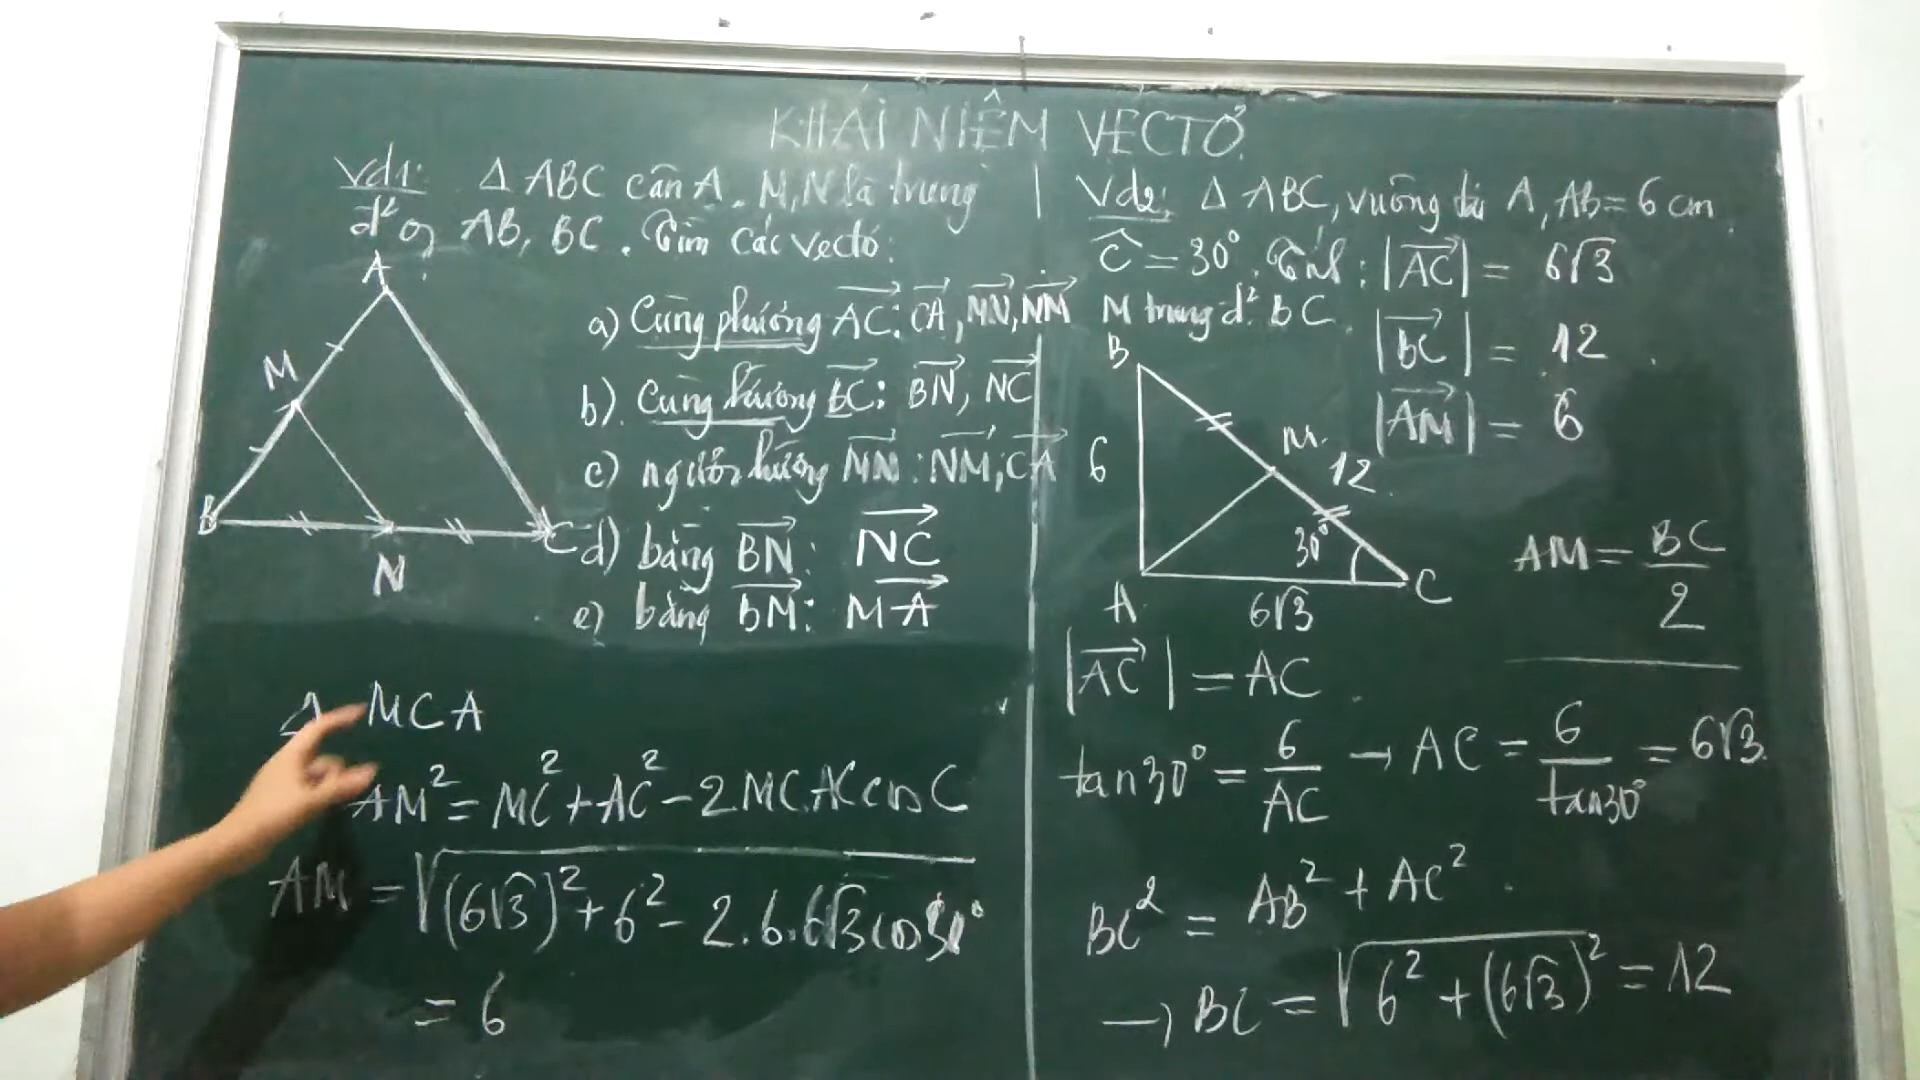 KHÁI NIỆM VECTƠ
Vd1: Δ ABC cân A. M, N là trung
đ² của AB, BC. Tìm các vectơ:
A
M
B
C
N
a) Cùng phương AC: CA, MN, NM
b). Cùng hướng BC: BN, NC
c) ngược hướng MN: NM, CA
d) bằng BN: NC
e) bằng BM: MA
Δ MCA
AM² = MC² + AC² - 2MC.AC cos C
AM = √(6√3)² + 6² - 2.6.6√3 cos 30°
= 6
Vd2: Δ ABC, vuông tại A, AB = 6 cm
Ĉ = 30°. Tính: |AC| = 6√3
M trung đ² BC. |BC| = 12
|AM| = 6
B
M
6
12
30°
A
6√3
C
AM = BC/2
|AC| = AC
tan30° = 6/AC → AC = 6/tan30° = 6√3.
BC² = AB² + AC²
→ BC = √6² + (6√3)² = 12